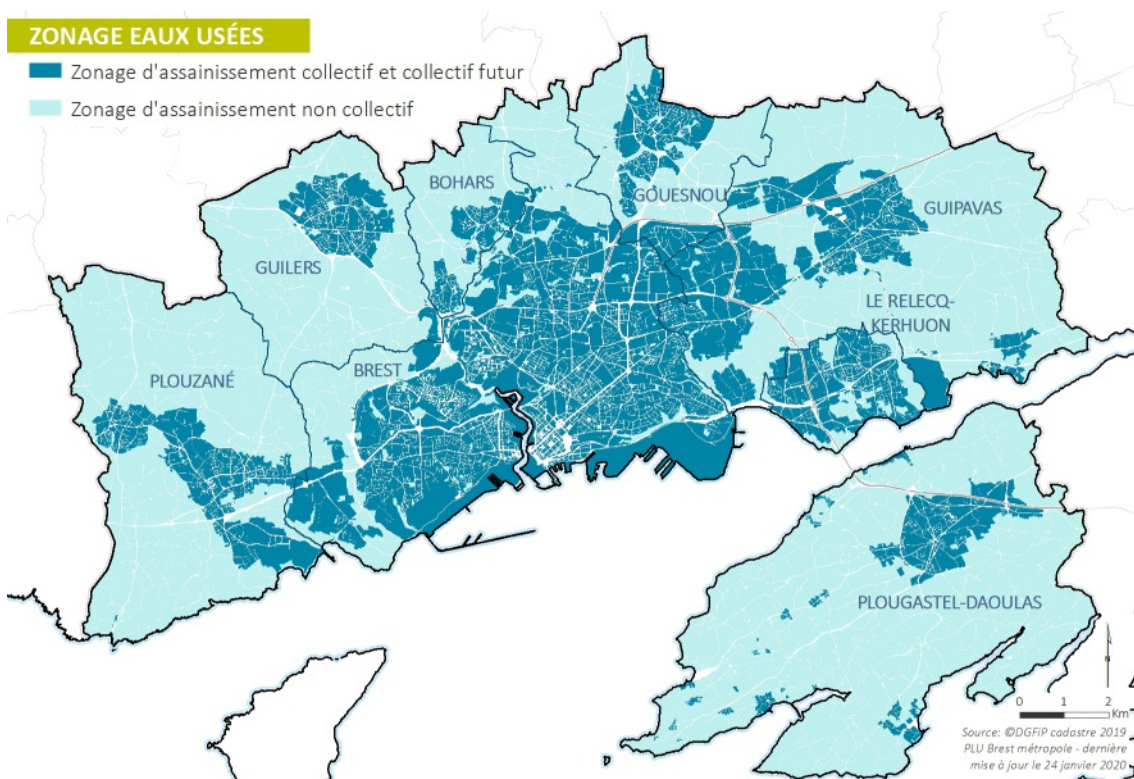 ZONAGE EAUX USÉES
Zonage d'assainissement collectif et collectif futur
Zonage d'assainissement non collectif
BOHARS
GOUESNOU
GUIPAVAS
GUILERS
LE RELECQ-
KERHUON
PLOUZANÉ
BREST
PLOUGASTEL-DAOULAS
N
0 1 2
Km
Source: ©DGFiP cadastre 2019
PLU Brest métropole - dernière
mise à jour le 24 janvier 2020